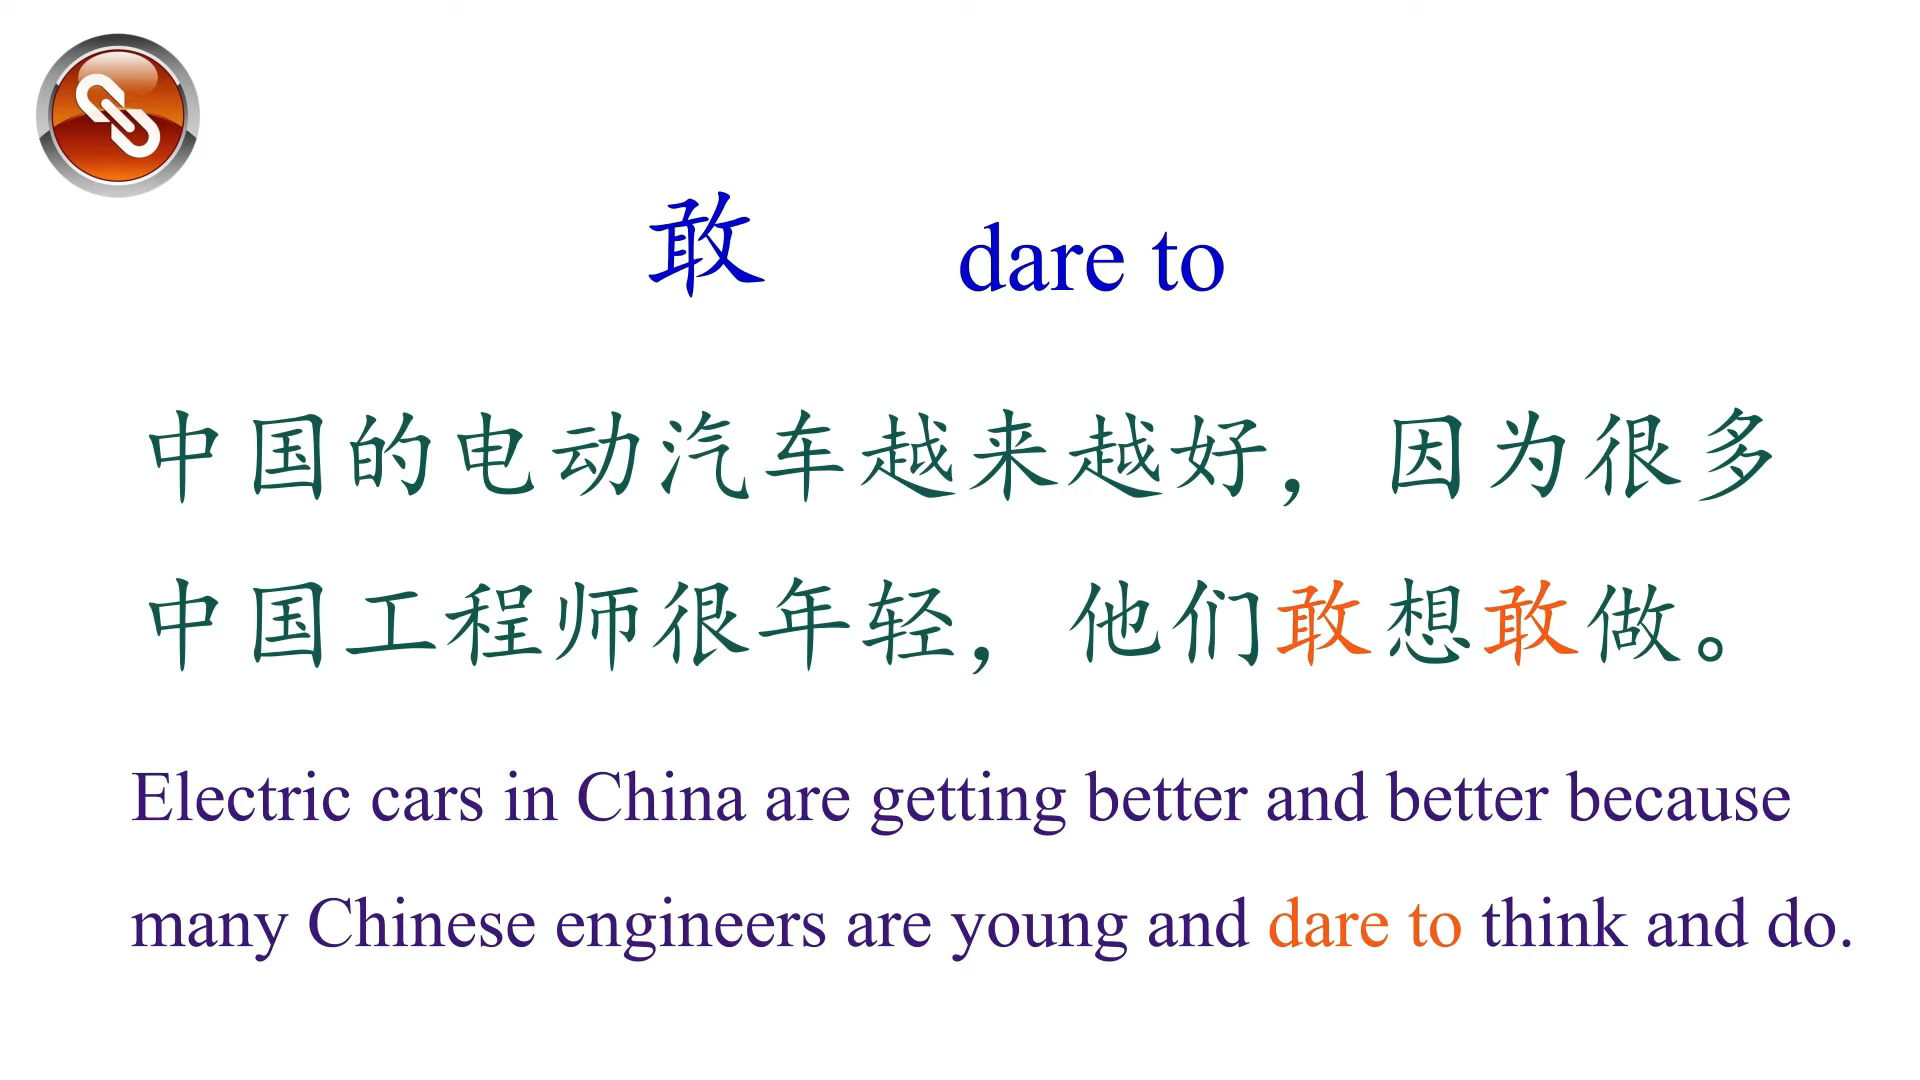 敢 dare to
中国的电动汽车越来越好，因为很多
中国工程师很年轻，他们敢想敢做。
Electric cars in China are getting better and better because
many Chinese engineers are young and dare to think and do.